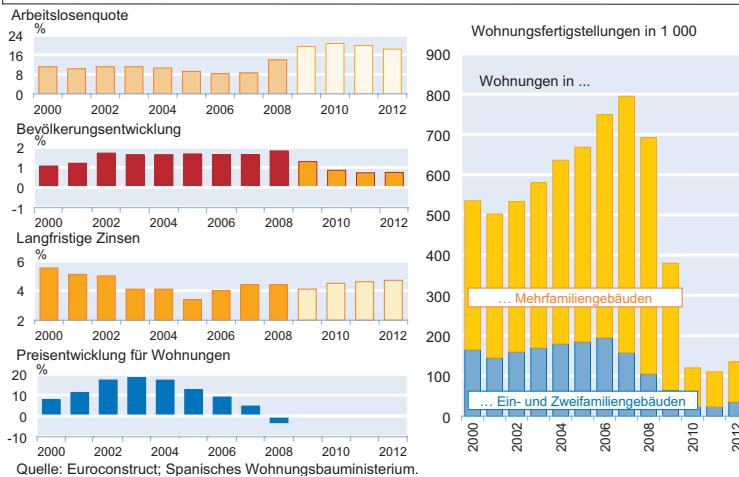 Arbeitslosenquote
%
24
16
8
0
2000 2002 2004 2006 2008 2010 2012
Bevölkerungsentwicklung
%
2
1
0
-1
2000 2002 2004 2006 2008 2010 2012
Langfristige Zinsen
%
6
4
2
2000 2002 2004 2006 2008 2010 2012
Preisentwicklung für Wohnungen
%
20
10
0
-10
2000 2002 2004 2006 2008 2010 2012
Quelle: Euroconstruct; Spanisches Wohnungsbauministerium.
Wohnungsfertigstellungen in 1 000
900
Wohnungen in ...
800
700
600
500
400
300
... Mehrfamiliengebäuden
200
100
... Ein- und Zweifamiliengebäuden
0
2000 2002 2004 2006 2008 2010 2012